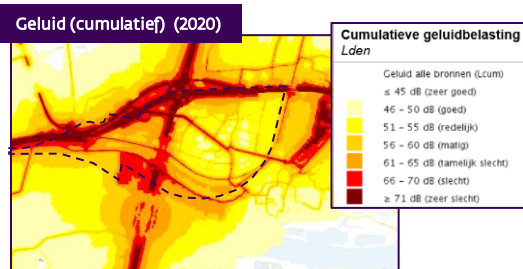 Geluid (cumulatief) (2020)
Cumulatieve geluidbelasting
Lden
Geluid alle bronnen (Lcum)
≤ 45 dB (zeer goed)
46 – 50 dB (goed)
51 – 55 dB (redelijk)
56 – 60 dB (matig)
61 – 65 dB (tamelijk slecht)
66 – 70 dB (slecht)
≥ 71 dB (zeer slecht)